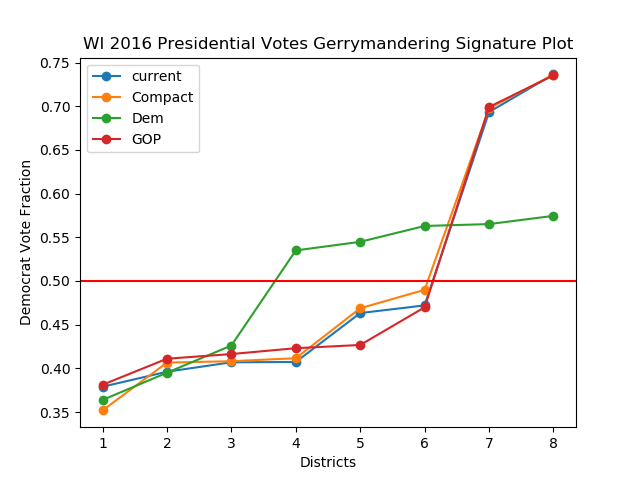 WI 2016 Presidential Votes Gerrymandering Signature Plot
current
Compact
Dem
GOP
Democrat Vote Fraction
0.75
0.70
0.65
0.60
0.55
0.50
0.45
0.40
0.35
1 2 3 4 5 6 7 8
Districts